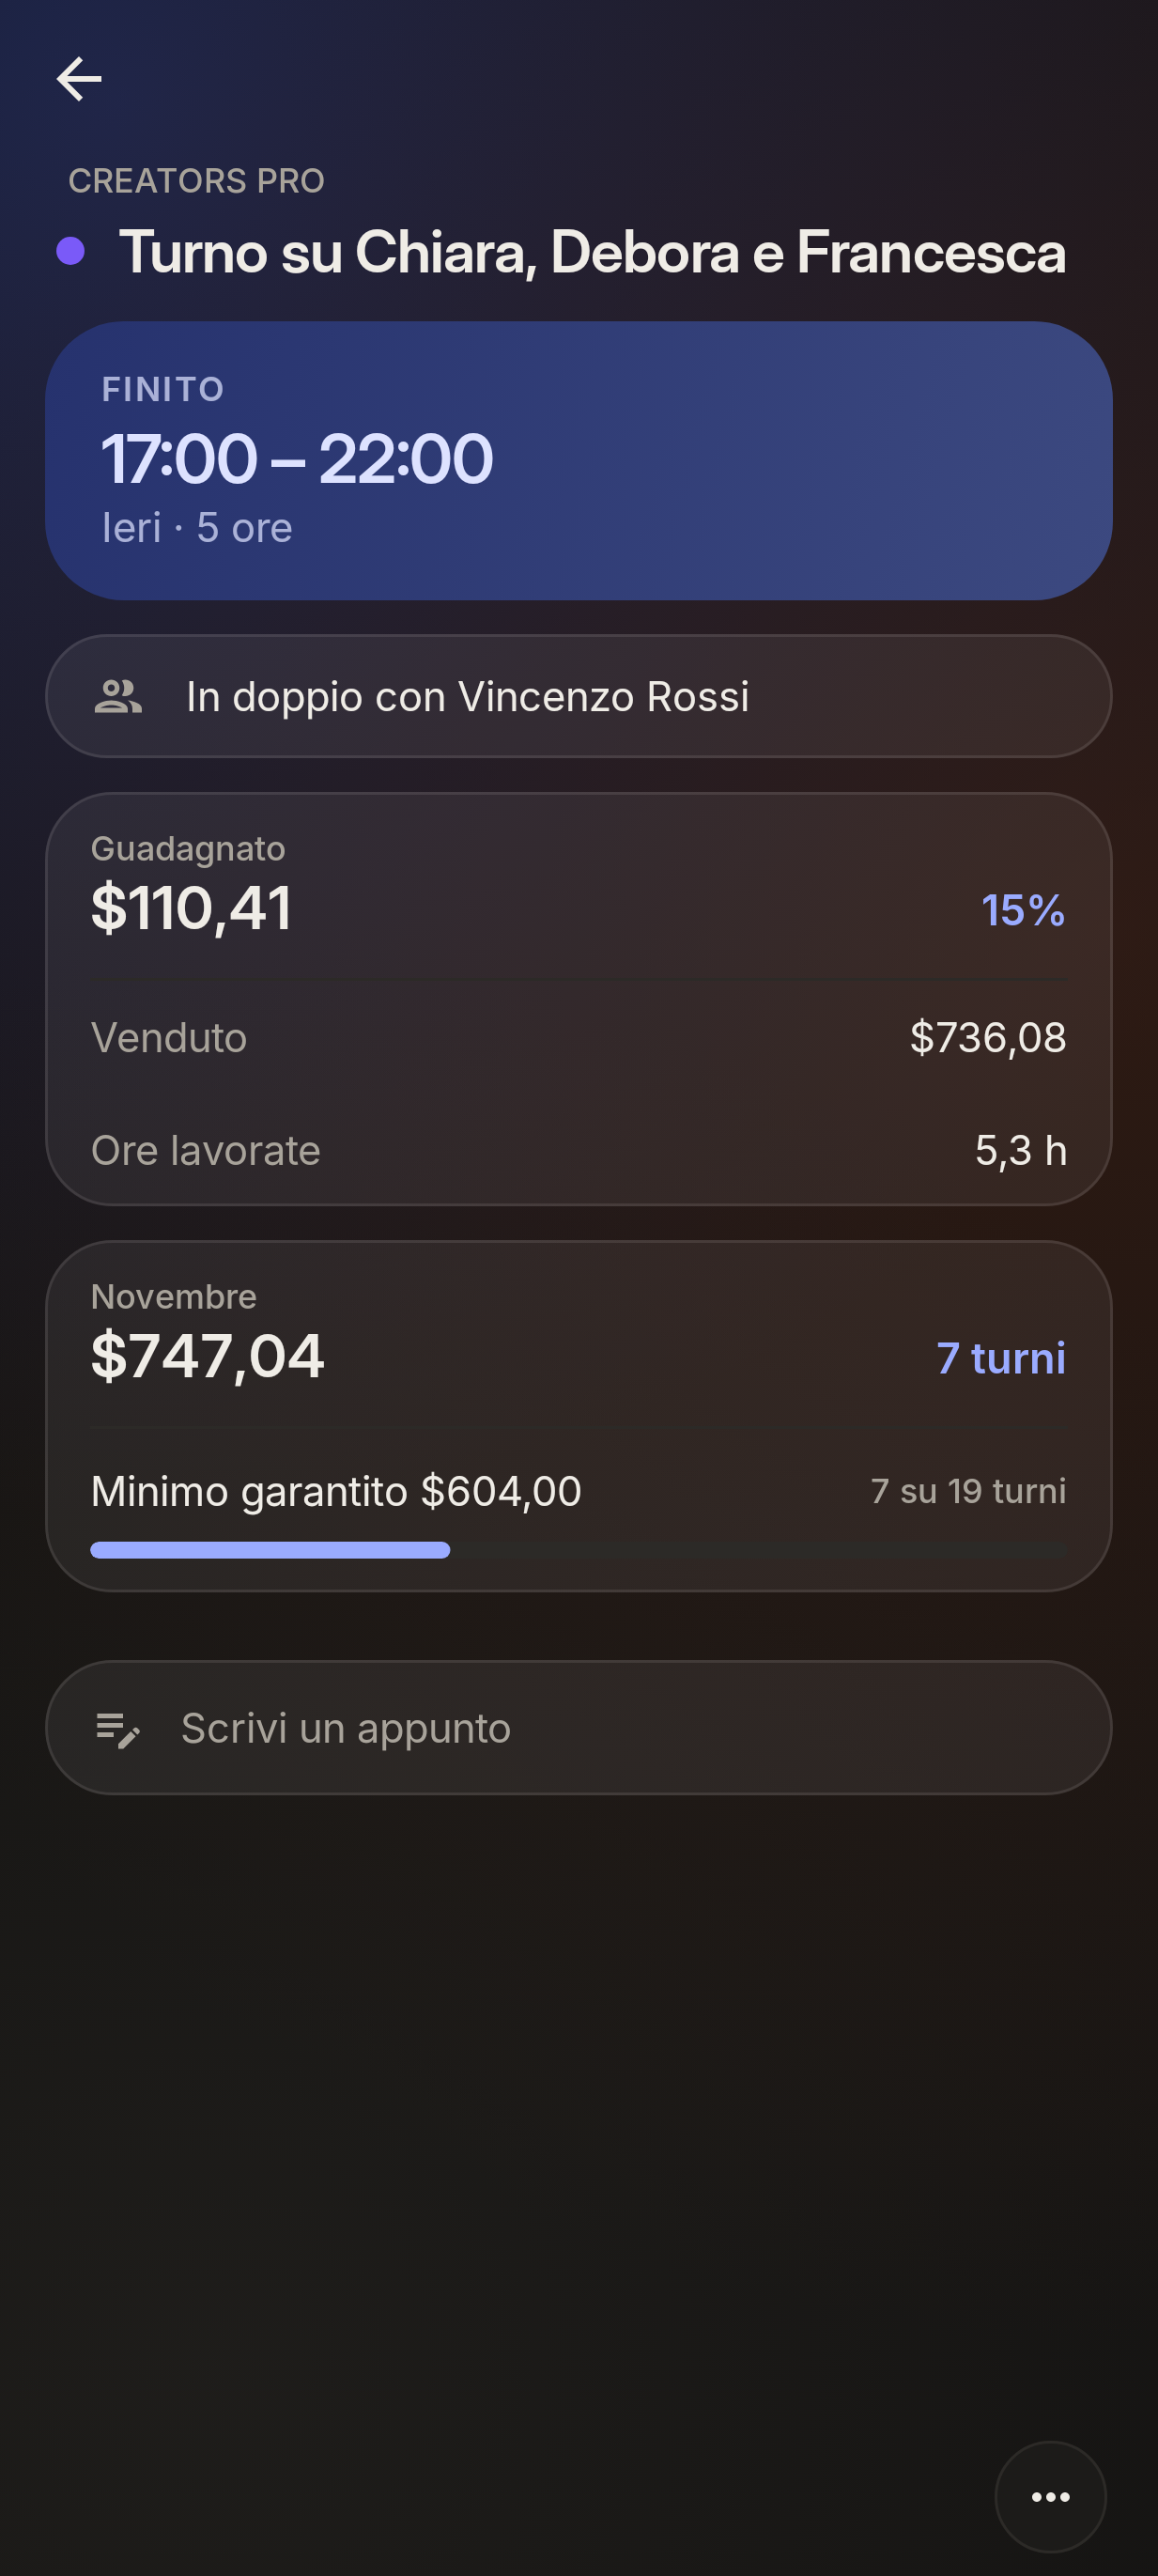 CREATORS PRO
Turno su Chiara, Debora e Francesca
FINITO
17:00 – 22:00
Ieri · 5 ore
In doppio con Vincenzo Rossi
Guadagnato
$110,41
15%
Venduto
$736,08
Ore lavorate
5,3 h
Novembre
$747,04
7 turni
Minimo garantito $604,00
7 su 19 turni
Scrivi un appunto